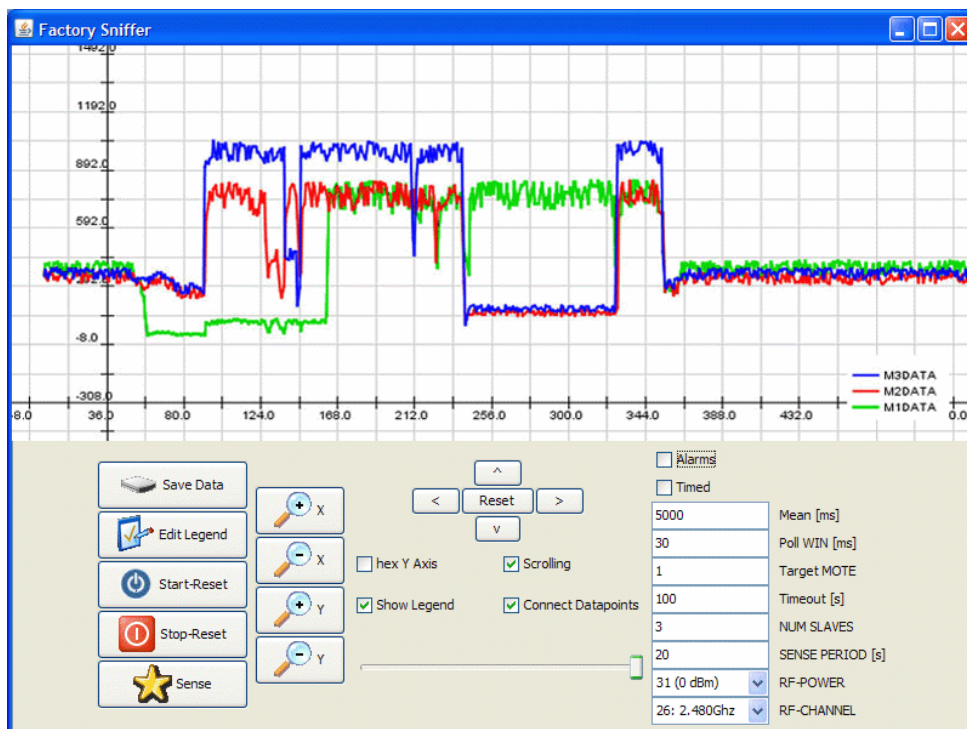 Factory Sniffer
1492.0
1192.0
892.0
592.0
292.0
-8.0
-308.0
36.0 80.0 124.0 168.0 212.0 256.0 300.0 344.0 388.0 432.0
M3DATA
M2DATA
M1DATA
Save Data
Edit Legend
Start-Reset
Stop-Reset
Sense
X
X
Y
Y
^
< Reset >
v
hex Y Axis
Scrolling
Show Legend
Connect Datapoints
Alarms
Timed
5000 Mean [ms]
30 Poll WIN [ms]
1 Target MOTE
100 Timeout [s]
3 NUM SLAVES
20 SENSE PERIOD [s]
31 (0 dBm) RF-POWER
26: 2.480Ghz RF-CHANNEL